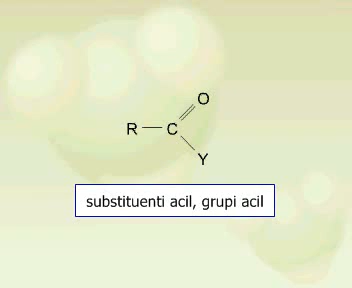 O
R — C
Y
substituenti acil, grupi acil